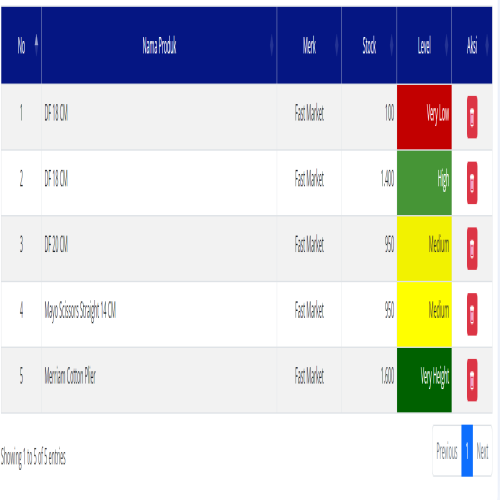 No Nama Produk Merk Stock Level Aksi
1 DF 18 CM Fast Market 100 Very Low
2 DF 18 CM Fast Market 1.400 High
3 DF 20 CM Fast Market 950 Medium
4 Mayo Scissors Straight 14 CM Fast Market 950 Medium
5 Merriam Cotton Plier Fast Market 1.600 Very Height
Showing 1 to 5 of 5 entries
Previous 1 Next